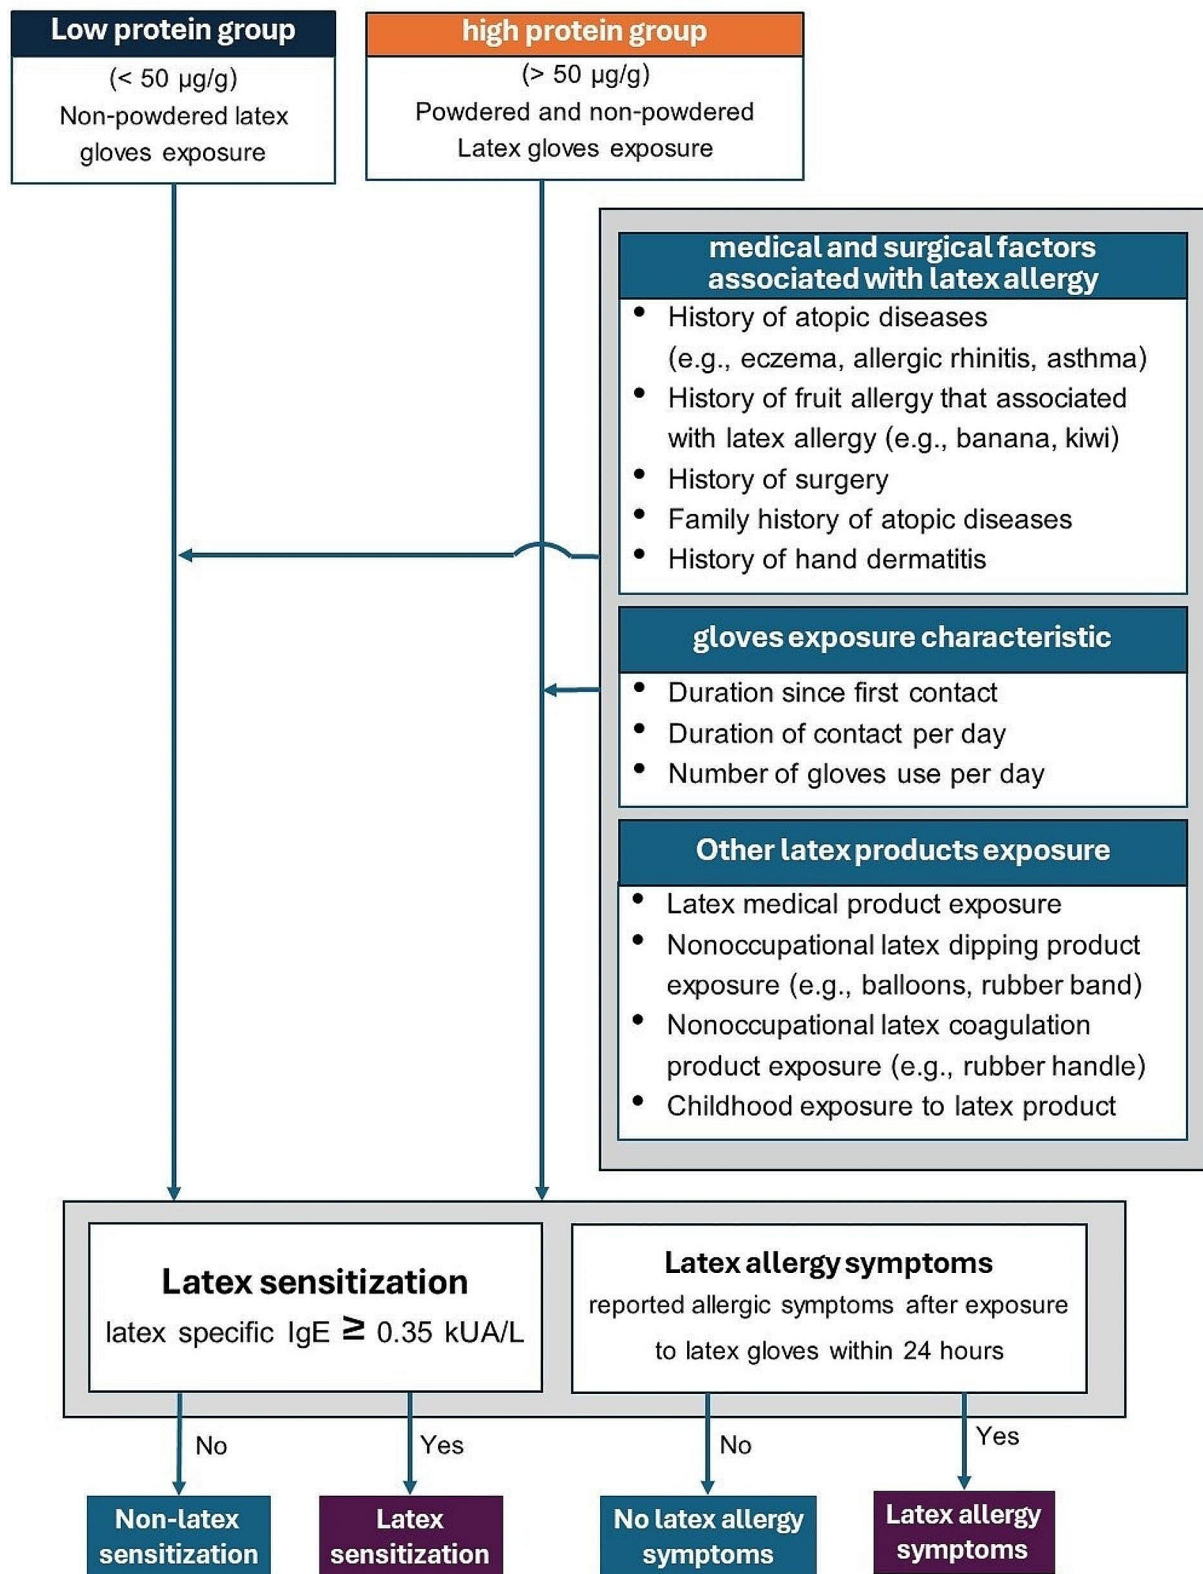 Low protein group
(< 50 µg/g)
Non-powdered latex
gloves exposure
high protein group
(> 50 µg/g)
Powdered and non-powdered
Latex gloves exposure
medical and surgical factors
associated with latex allergy
• History of atopic diseases
(e.g., eczema, allergic rhinitis, asthma)
• History of fruit allergy that associated
with latex allergy (e.g., banana, kiwi)
• History of surgery
• Family history of atopic diseases
• History of hand dermatitis
gloves exposure characteristic
• Duration since first contact
• Duration of contact per day
• Number of gloves use per day
Other latex products exposure
• Latex medical product exposure
• Nonoccupational latex dipping product
exposure (e.g., balloons, rubber band)
• Nonoccupational latex coagulation
product exposure (e.g., rubber handle)
• Childhood exposure to latex product
Latex sensitization
latex specific IgE ≥ 0.35 kUA/L
Latex allergy symptoms
reported allergic symptoms after exposure
to latex gloves within 24 hours
No
Yes
No
Yes
Non-latex
sensitization
Latex
sensitization
No latex allergy
symptoms
Latex allergy
symptoms